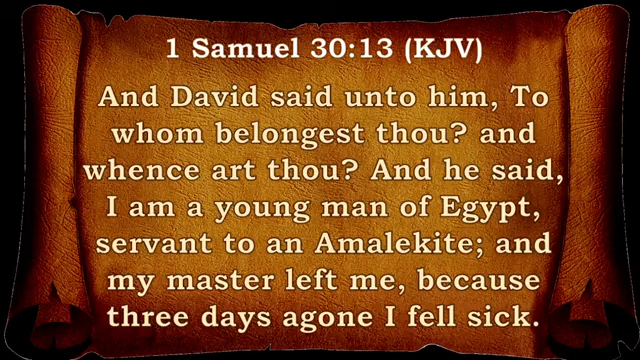 1 Samuel 30:13 (KJV)
And David said unto him, To
whom belongest thou? and
whence art thou? And he said,
I am a young man of Egypt,
servant to an Amalekite; and
my master left me, because
three days agone I fell sick.